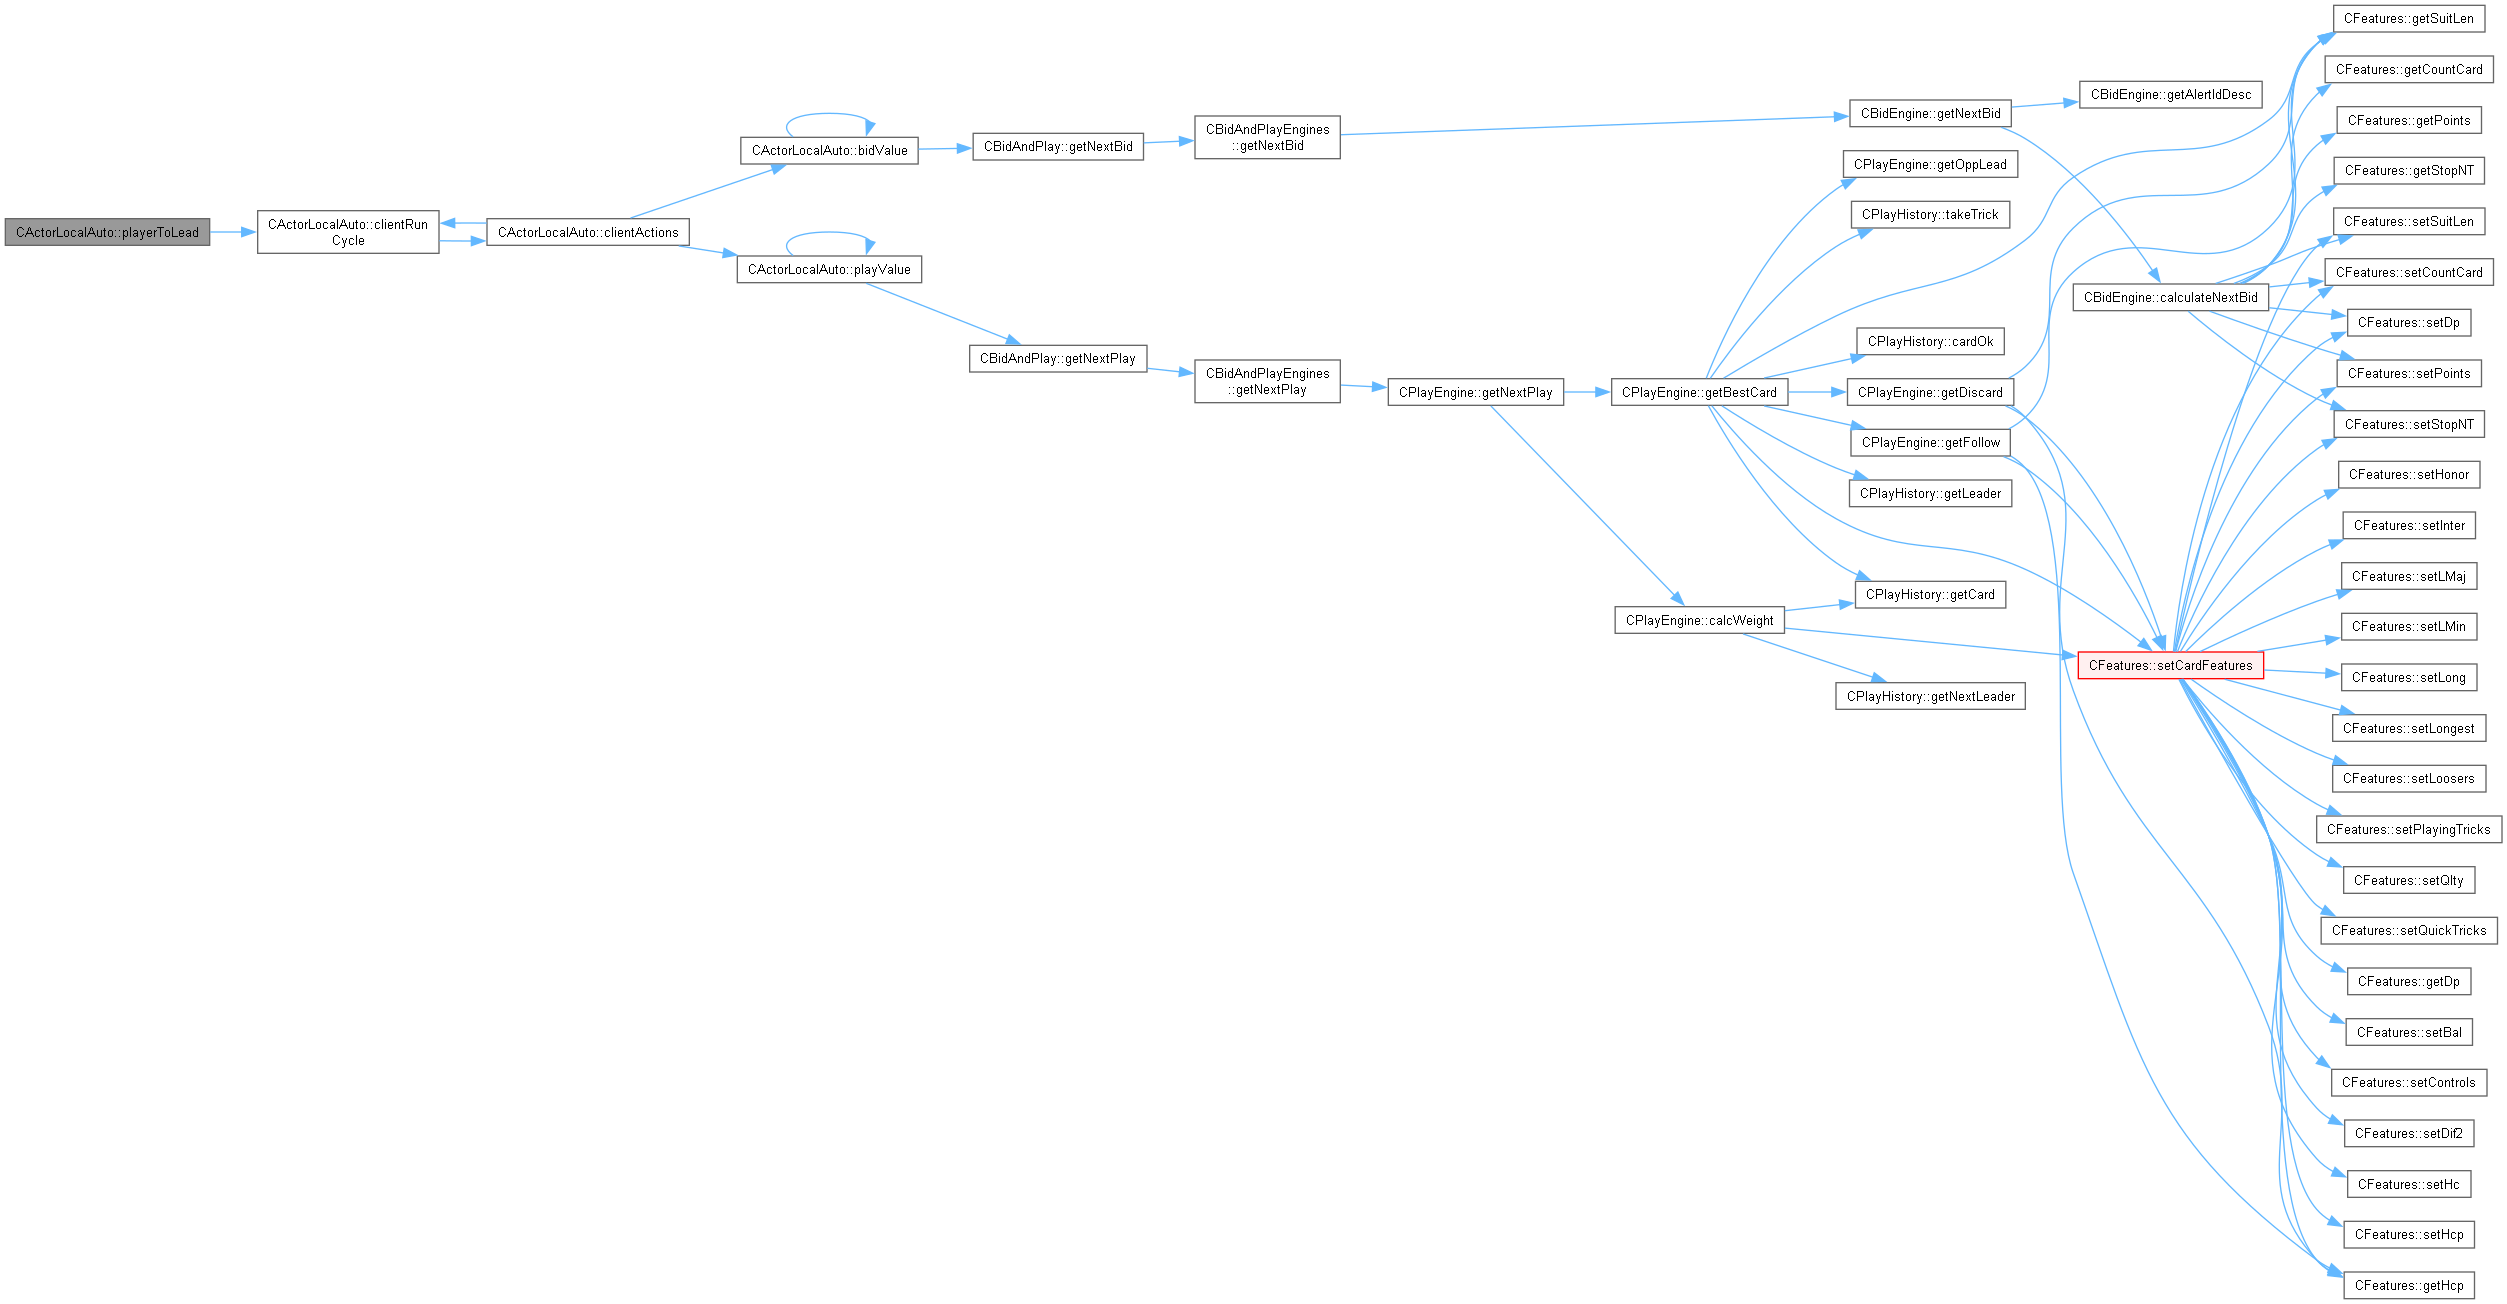 CActorLocalAuto::playerToLead
CActorLocalAuto::clientRun
Cycle
CActorLocalAuto::clientActions
CActorLocalAuto::bidValue
CActorLocalAuto::playValue
CBidAndPlay::getNextBid
CBidAndPlay::getNextPlay
CBidAndPlayEngines
::getNextBid
CBidAndPlayEngines
::getNextPlay
CPlayEngine::getNextPlay
CPlayEngine::getBestCard
CPlayEngine::calcWeight
CBidEngine::getNextBid
CPlayEngine::getOppLead
CPlayHistory::takeTrick
CPlayHistory::cardOk
CPlayEngine::getDiscard
CPlayEngine::getFollow
CPlayHistory::getLeader
CPlayHistory::getCard
CPlayHistory::getNextLeader
CBidEngine::getAlertIdDesc
CBidEngine::calculateNextBid
CFeatures::setCardFeatures
CFeatures::getSuitLen
CFeatures::getCountCard
CFeatures::getPoints
CFeatures::getStopNT
CFeatures::setSuitLen
CFeatures::setCountCard
CFeatures::setDp
CFeatures::setPoints
CFeatures::setStopNT
CFeatures::setHonor
CFeatures::setInter
CFeatures::setLMaj
CFeatures::setLMin
CFeatures::setLong
CFeatures::setLongest
CFeatures::setLoosers
CFeatures::setPlayingTricks
CFeatures::setQlty
CFeatures::setQuickTricks
CFeatures::getDp
CFeatures::setBal
CFeatures::setControls
CFeatures::setDif2
CFeatures::setHc
CFeatures::setHcp
CFeatures::getHcp